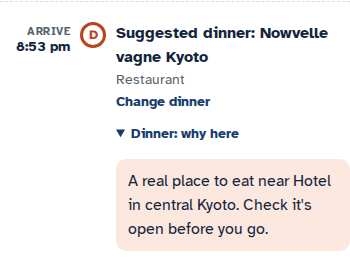 ARRIVE
8:53 pm
D
Suggested dinner: Nowvelle
vagne Kyoto
Restaurant
Change dinner
▼ Dinner: why here
A real place to eat near Hotel
in central Kyoto. Check it's
open before you go.